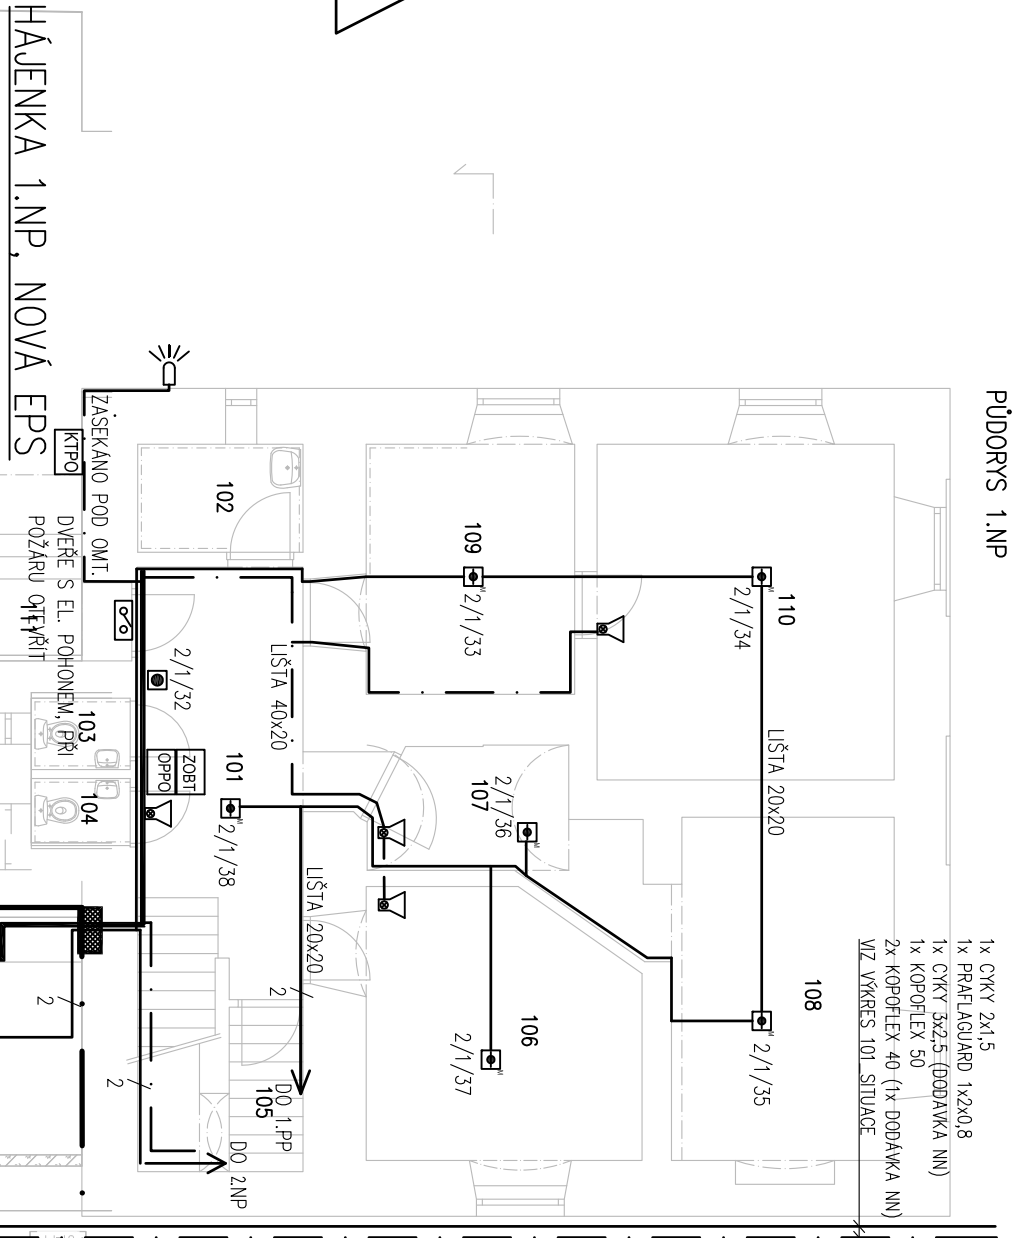 HÁJENKA 1.NP, NOVÁ EPS
PŮDORYS 1.NP
1x CYKY 2x1,5
1x PRAFLAGUARD 1x2x0,8
1x CYKY 3x2,5 (DODÁVKA NN)
1x KOPOFLEX 50
2x KOPOFLEX 40 (1x DODÁVKA NN)
VIZ VÝKRES 101 SITUACE
ZASEKÁNO POD OMT.
KTPO
DVEŘE S EL. POHONEM, PŘI
POŽÁRU OTEVŘÍT
111
102
109
2/1/33
110
2/1/34
LIŠTA 20x20
LIŠTA 40x20
2/1/32
103
104
ZOBT
OPPO
101
2/1/38
2/1/36
107
LIŠTA 20x20
108
2/1/35
106
2/1/37
2
2
2
105
DO 1.PP
DO 2.NP
M
M
M
M
M